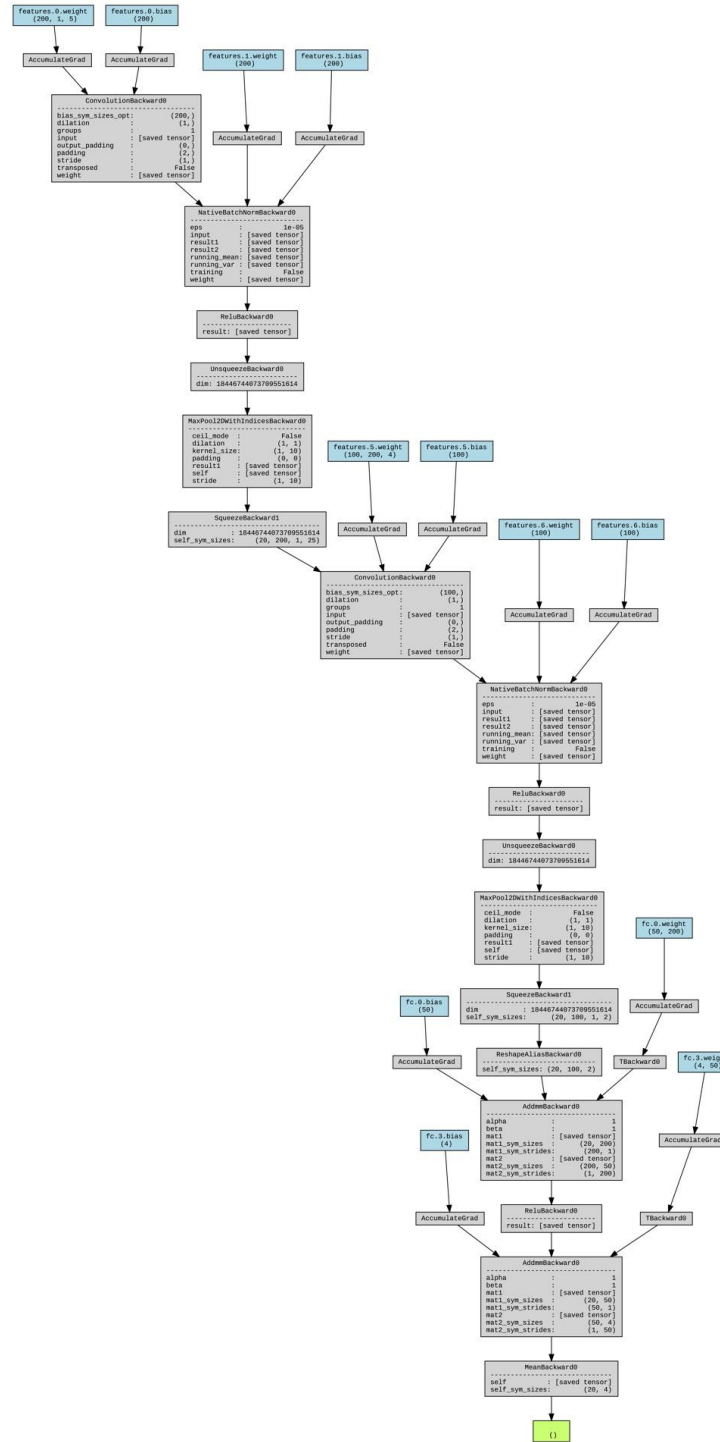 features.0.weight
(200, 1, 5)
features.0.bias
(200)
AccumulateGrad
AccumulateGrad
features.1.weight
(200)
features.1.bias
(200)
ConvolutionBackward0
---------------------------------
bias_sym_sizes_opt: (200,)
dilation : (1,)
groups : 1
input : [saved tensor]
output_padding : (0,)
padding : (2,)
stride : (1,)
transposed : False
weight : [saved tensor]
AccumulateGrad
AccumulateGrad
NativeBatchNormBackward0
----------------------------
eps : 1e-05
input : [saved tensor]
result1 : [saved tensor]
result2 : [saved tensor]
running_mean: [saved tensor]
running_var : [saved tensor]
training : False
weight : [saved tensor]
ReluBackward0
----------------------
result: [saved tensor]
UnsqueezeBackward0
-------------------------
dim: 18446744073709551614
MaxPool2DWithIndicesBackward0
----------------------------
ceil_mode : False
dilation : (1, 1)
kernel_size: (1, 10)
padding : (0, 0)
result1 : [saved tensor]
self : [saved tensor]
stride : (1, 10)
features.5.weight
(100, 200, 4)
features.5.bias
(100)
SqueezeBackward1
------------------------------------
dim : 18446744073709551614
self_sym_sizes: (20, 200, 1, 25)
AccumulateGrad
AccumulateGrad
features.6.weight
(100)
features.6.bias
(100)
ConvolutionBackward0
---------------------------------
bias_sym_sizes_opt: (100,)
dilation : (1,)
groups : 1
input : [saved tensor]
output_padding : (0,)
padding : (2,)
stride : (1,)
transposed : False
weight : [saved tensor]
AccumulateGrad
AccumulateGrad
NativeBatchNormBackward0
----------------------------
eps : 1e-05
input : [saved tensor]
result1 : [saved tensor]
result2 : [saved tensor]
running_mean: [saved tensor]
running_var : [saved tensor]
training : False
weight : [saved tensor]
ReluBackward0
----------------------
result: [saved tensor]
UnsqueezeBackward0
-------------------------
dim: 18446744073709551614
MaxPool2DWithIndicesBackward0
----------------------------
ceil_mode : False
dilation : (1, 1)
kernel_size: (1, 10)
padding : (0, 0)
result1 : [saved tensor]
self : [saved tensor]
stride : (1, 10)
fc.0.weight
(50, 200)
fc.0.bias
(50)
SqueezeBackward1
------------------------------------
dim : 18446744073709551614
self_sym_sizes: (20, 100, 1, 2)
AccumulateGrad
AccumulateGrad
ReshapeAliasBackward0
----------------------------
self_sym_sizes: (20, 100, 2)
TBackward0
fc.3.weig
(4, 50)
fc.3.bias
(4)
AddmmBackward0
--------------------------------
alpha : 1
beta : 1
mat1 : [saved tensor]
mat1_sym_sizes : (20, 200)
mat1_sym_strides: (200, 1)
mat2 : [saved tensor]
mat2_sym_sizes : (200, 50)
mat2_sym_strides: (1, 200)
AccumulateGrad
AccumulateGrad
ReluBackward0
----------------------
result: [saved tensor]
TBackward0
AddmmBackward0
--------------------------------
alpha : 1
beta : 1
mat1 : [saved tensor]
mat1_sym_sizes : (20, 50)
mat1_sym_strides: (50, 1)
mat2 : [saved tensor]
mat2_sym_sizes : (50, 4)
mat2_sym_strides: (1, 50)
MeanBackward0
------------------------------
self : [saved tensor]
self_sym_sizes: (20, 4)
()